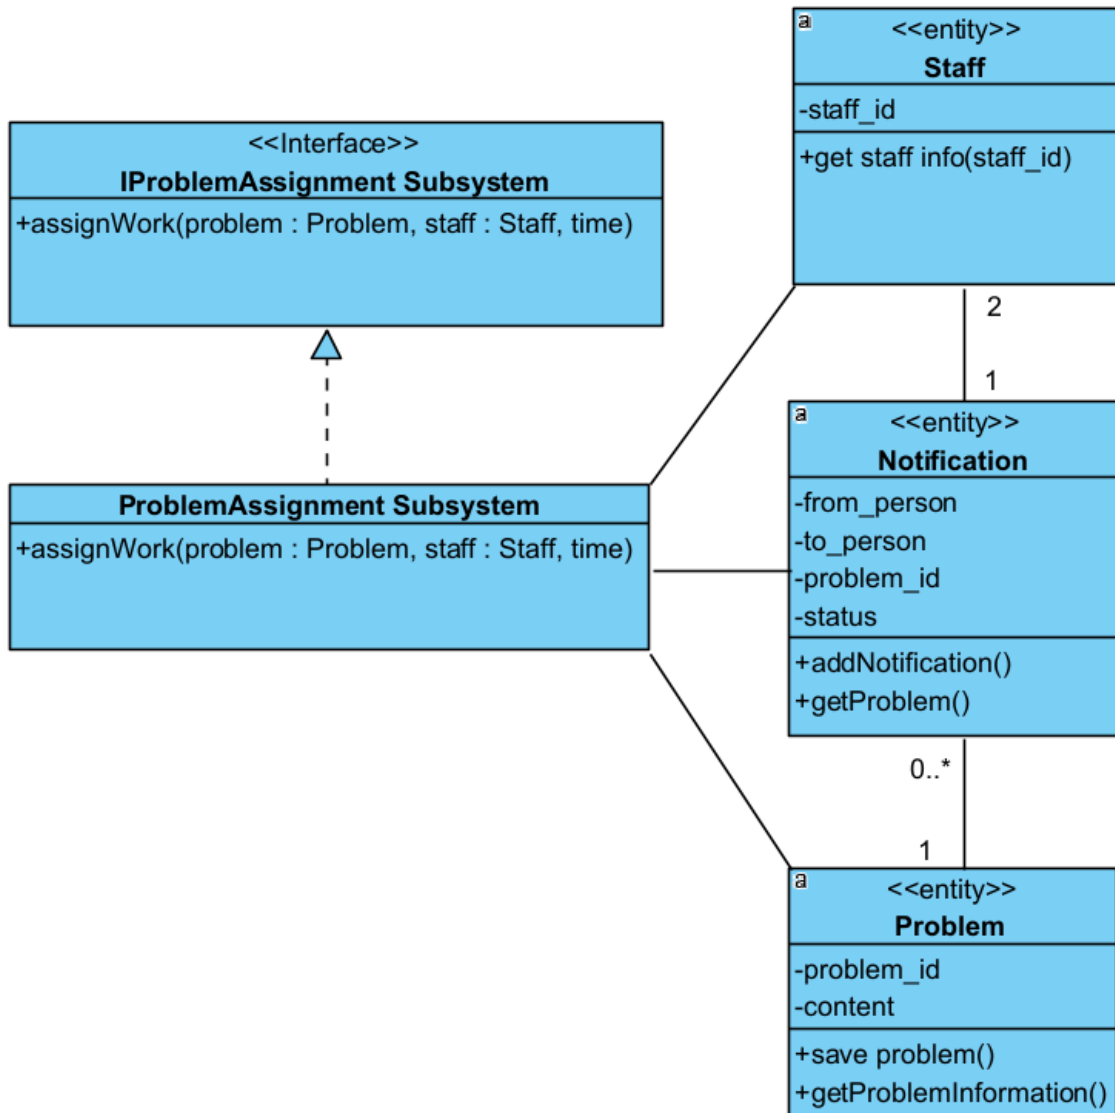 <<Interface>>
IProblemAssignment Subsystem
+assignWork(problem : Problem, staff : Staff, time)
ProblemAssignment Subsystem
+assignWork(problem : Problem, staff : Staff, time)
a
<<entity>>
Staff
-staff_id
+get staff info(staff_id)
2
1
a
<<entity>>
Notification
-from_person
-to_person
-problem_id
-status
+addNotification()
+getProblem()
0..*
1
a
<<entity>>
Problem
-problem_id
-content
+save problem()
+getProblemInformation()